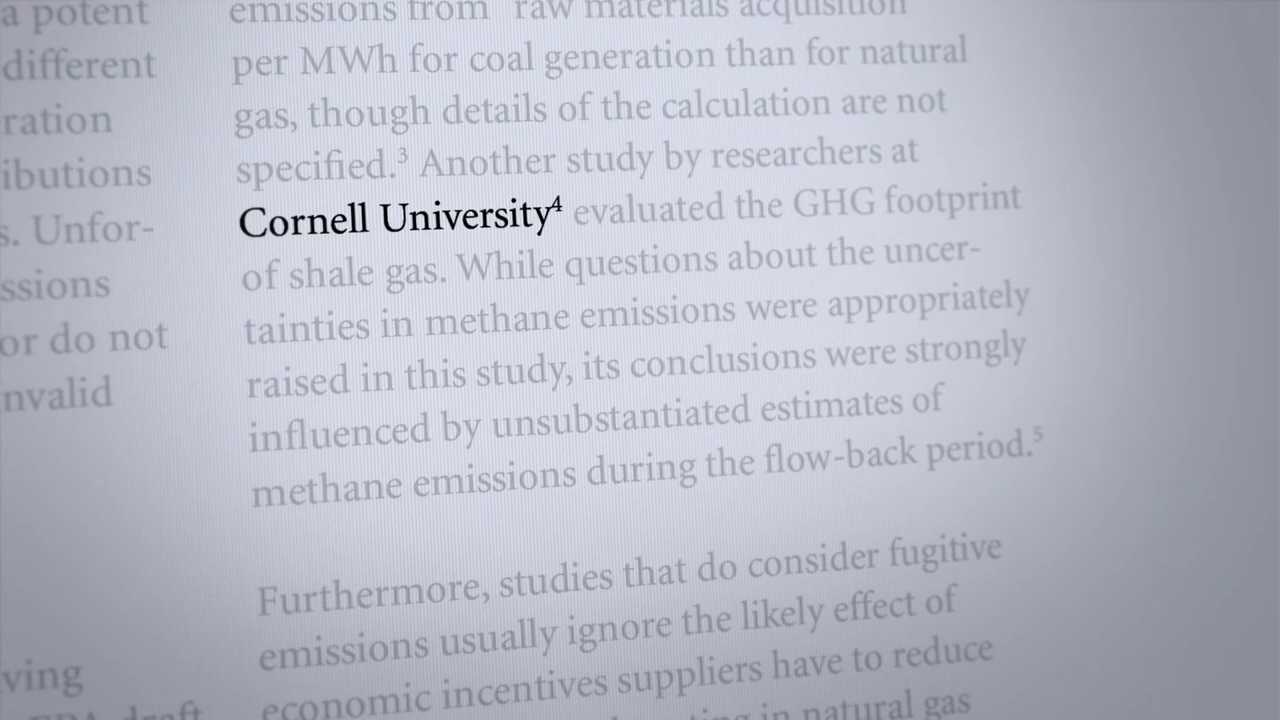 a potent
different
ration
ibutions
s. Unfor-
ssions
or do not
nvalid
ving
draft
emissions from "raw materials acquisition
per MWh for coal generation than for natural
gas, though details of the calculation are not
specified.³ Another study by researchers at
Cornell University⁴ evaluated the GHG footprint
of shale gas. While questions about the uncer-
tainties in methane emissions were appropriately
raised in this study, its conclusions were strongly
influenced by unsubstantiated estimates of
methane emissions during the flow-back period.⁵
Furthermore, studies that do consider fugitive
emissions usually ignore the likely effect of
economic incentives suppliers have to reduce
in natural gas